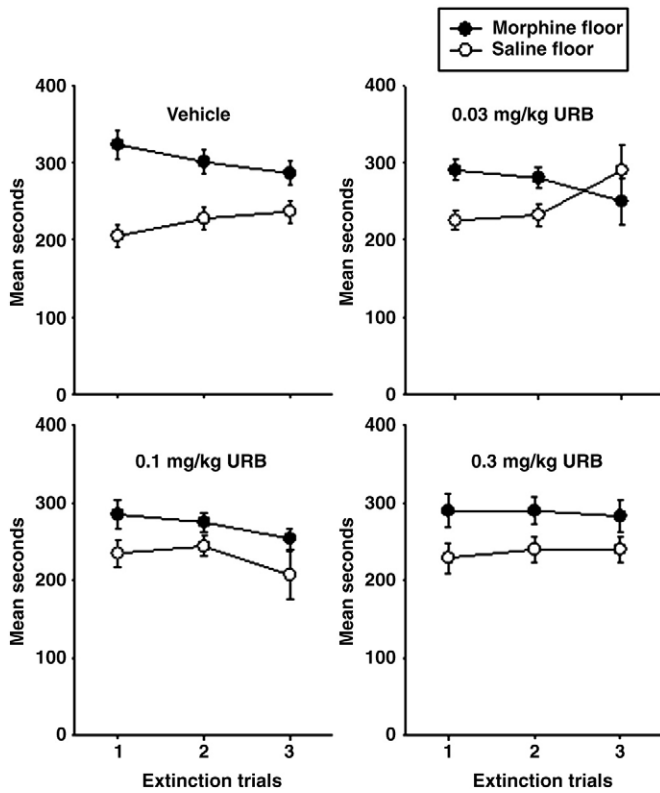 Morphine floor
Saline floor
Vehicle
Mean seconds
400
300
200
100
0
0.03 mg/kg URB
Mean seconds
400
300
200
100
0
0.1 mg/kg URB
Mean seconds
400
300
200
100
0
1 2 3
Extinction trials
0.3 mg/kg URB
Mean seconds
400
300
200
100
0
1 2 3
Extinction trials